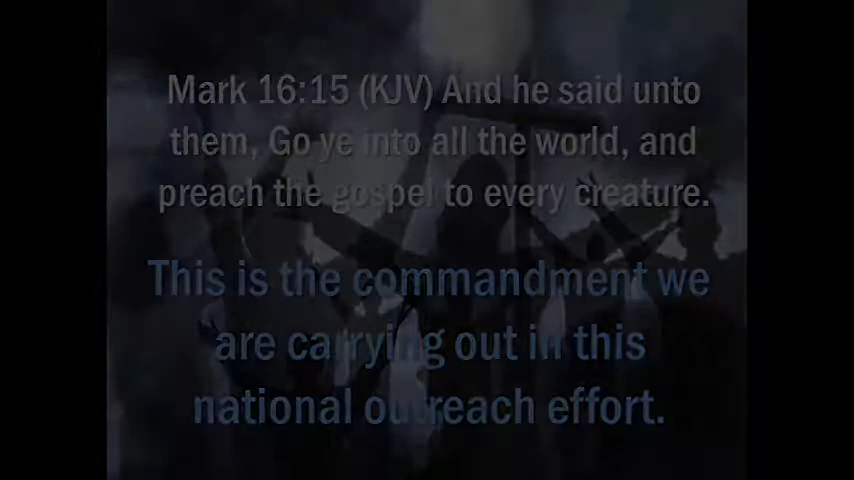 Mark 16:15 (KJV) And he said unto
them, Go ye into all the world, and
preach the gospel to every creature.
This is the commandment we
are carrying out in this
national outreach effort.